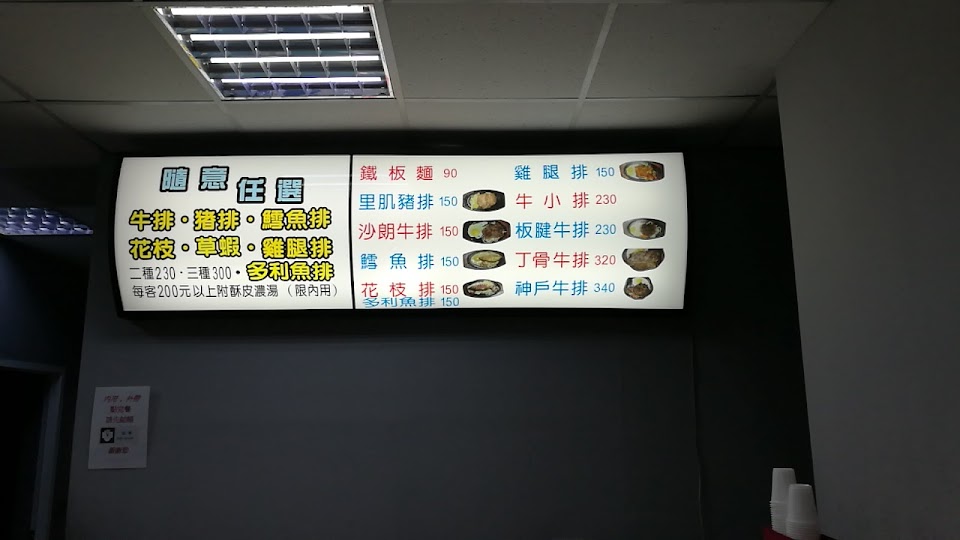 隨意任選
牛排·豬排·鱈魚排
花枝·草蝦·雞腿排
二種230·三種300·多利魚排
每客200元以上附酥皮濃湯（限內用）
鐵板麵 90
里肌豬排 150
沙朗牛排 150
鱈魚排 150
花枝排 150
多利魚排 150
雞腿排 150
牛小排 230
板腱牛排 230
丁骨牛排 320
神戶牛排 340